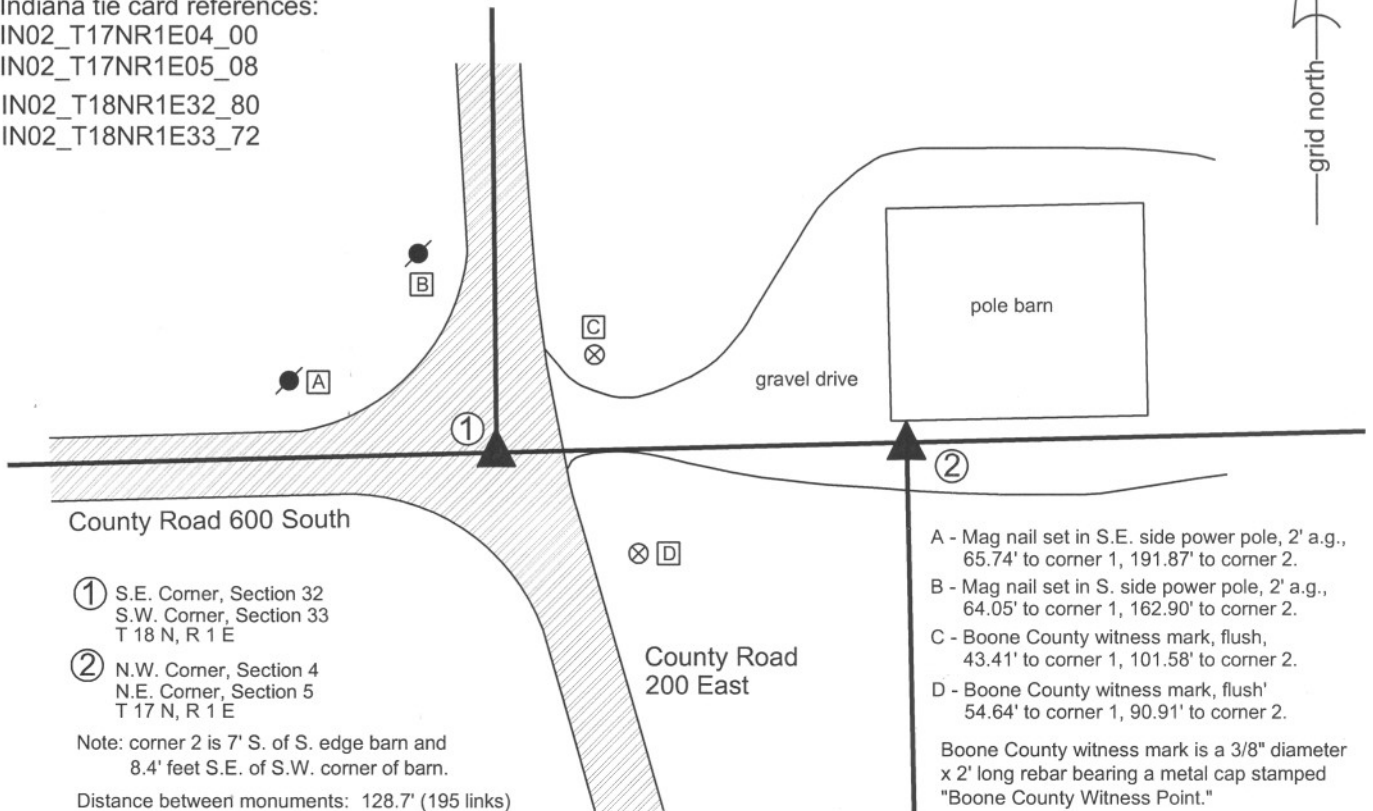 Indiana tie card references:
IN02_T17NR1E04_00
IN02_T17NR1E05_08
IN02_T18NR1E32_80
IN02_T18NR1E33_72
grid north
B
C
A
pole barn
gravel drive
1
2
County Road 600 South
D
1 S.E. Corner, Section 32
S.W. Corner, Section 33
T 18 N, R 1 E
2 N.W. Corner, Section 4
N.E. Corner, Section 5
T 17 N, R 1 E
Note: corner 2 is 7' S. of S. edge barn and
8.4' feet S.E. of S.W. corner of barn.
Distance between monuments: 128.7' (195 links)
County Road
200 East
A - Mag nail set in S.E. side power pole, 2' a.g.,
65.74' to corner 1, 191.87' to corner 2.
B - Mag nail set in S. side power pole, 2' a.g.,
64.05' to corner 1, 162.90' to corner 2.
C - Boone County witness mark, flush,
43.41' to corner 1, 101.58' to corner 2.
D - Boone County witness mark, flush'
54.64' to corner 1, 90.91' to corner 2.
Boone County witness mark is a 3/8" diameter
x 2' long rebar bearing a metal cap stamped
"Boone County Witness Point."